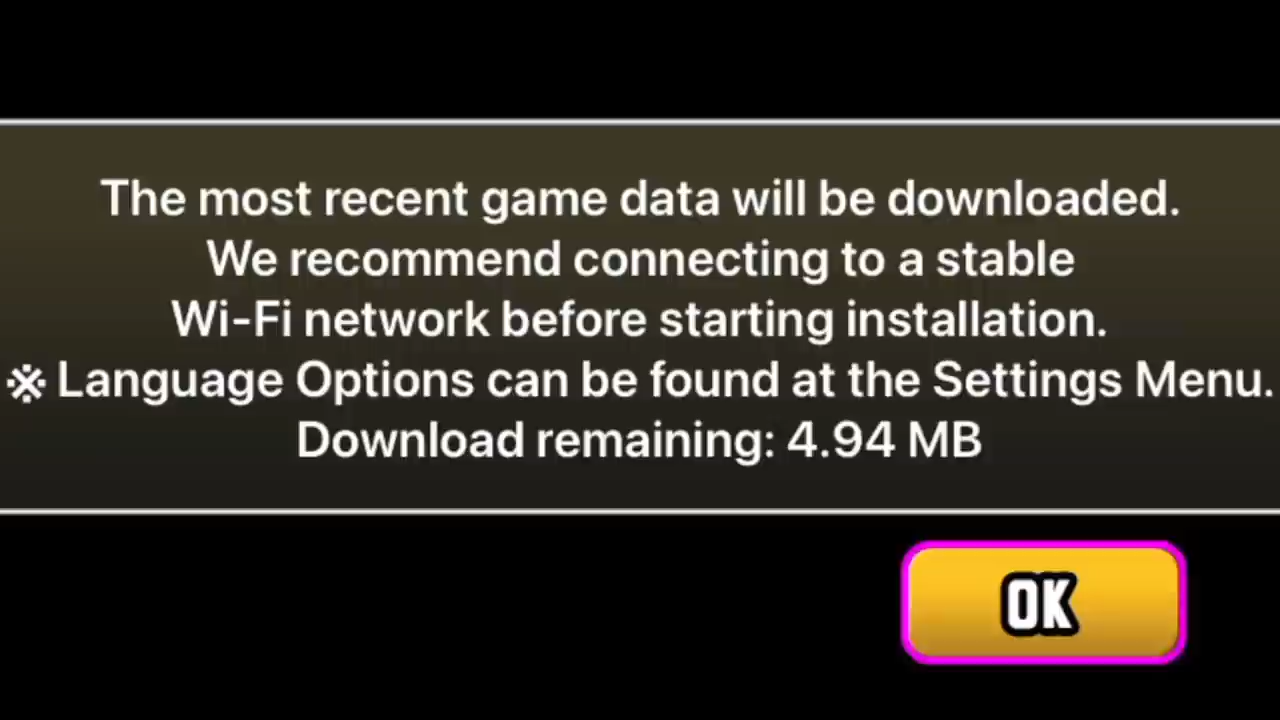 The most recent game data will be downloaded.
We recommend connecting to a stable
Wi-Fi network before starting installation.
※ Language Options can be found at the Settings Menu.
Download remaining: 4.94 MB
OK